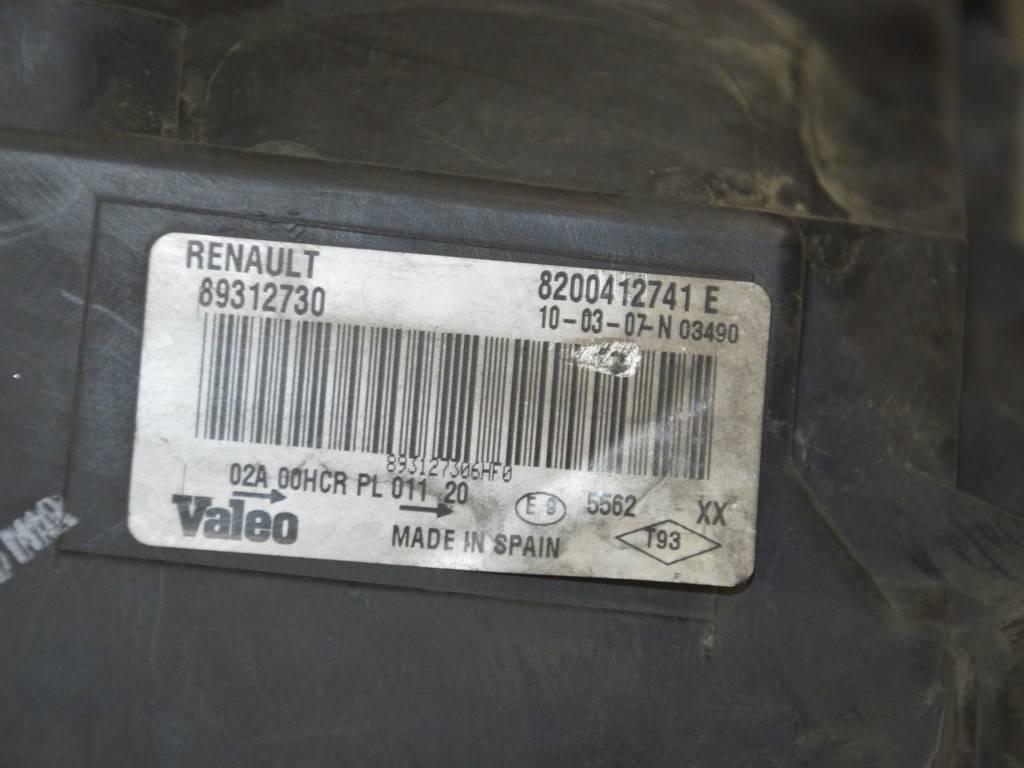 RENAULT
89312730
8200412741 E
10-03-07-N 03490
893127306HF0
02A 00HCR PL 011 20
Valeo
MADE IN SPAIN
E 9 5562 XX
T93